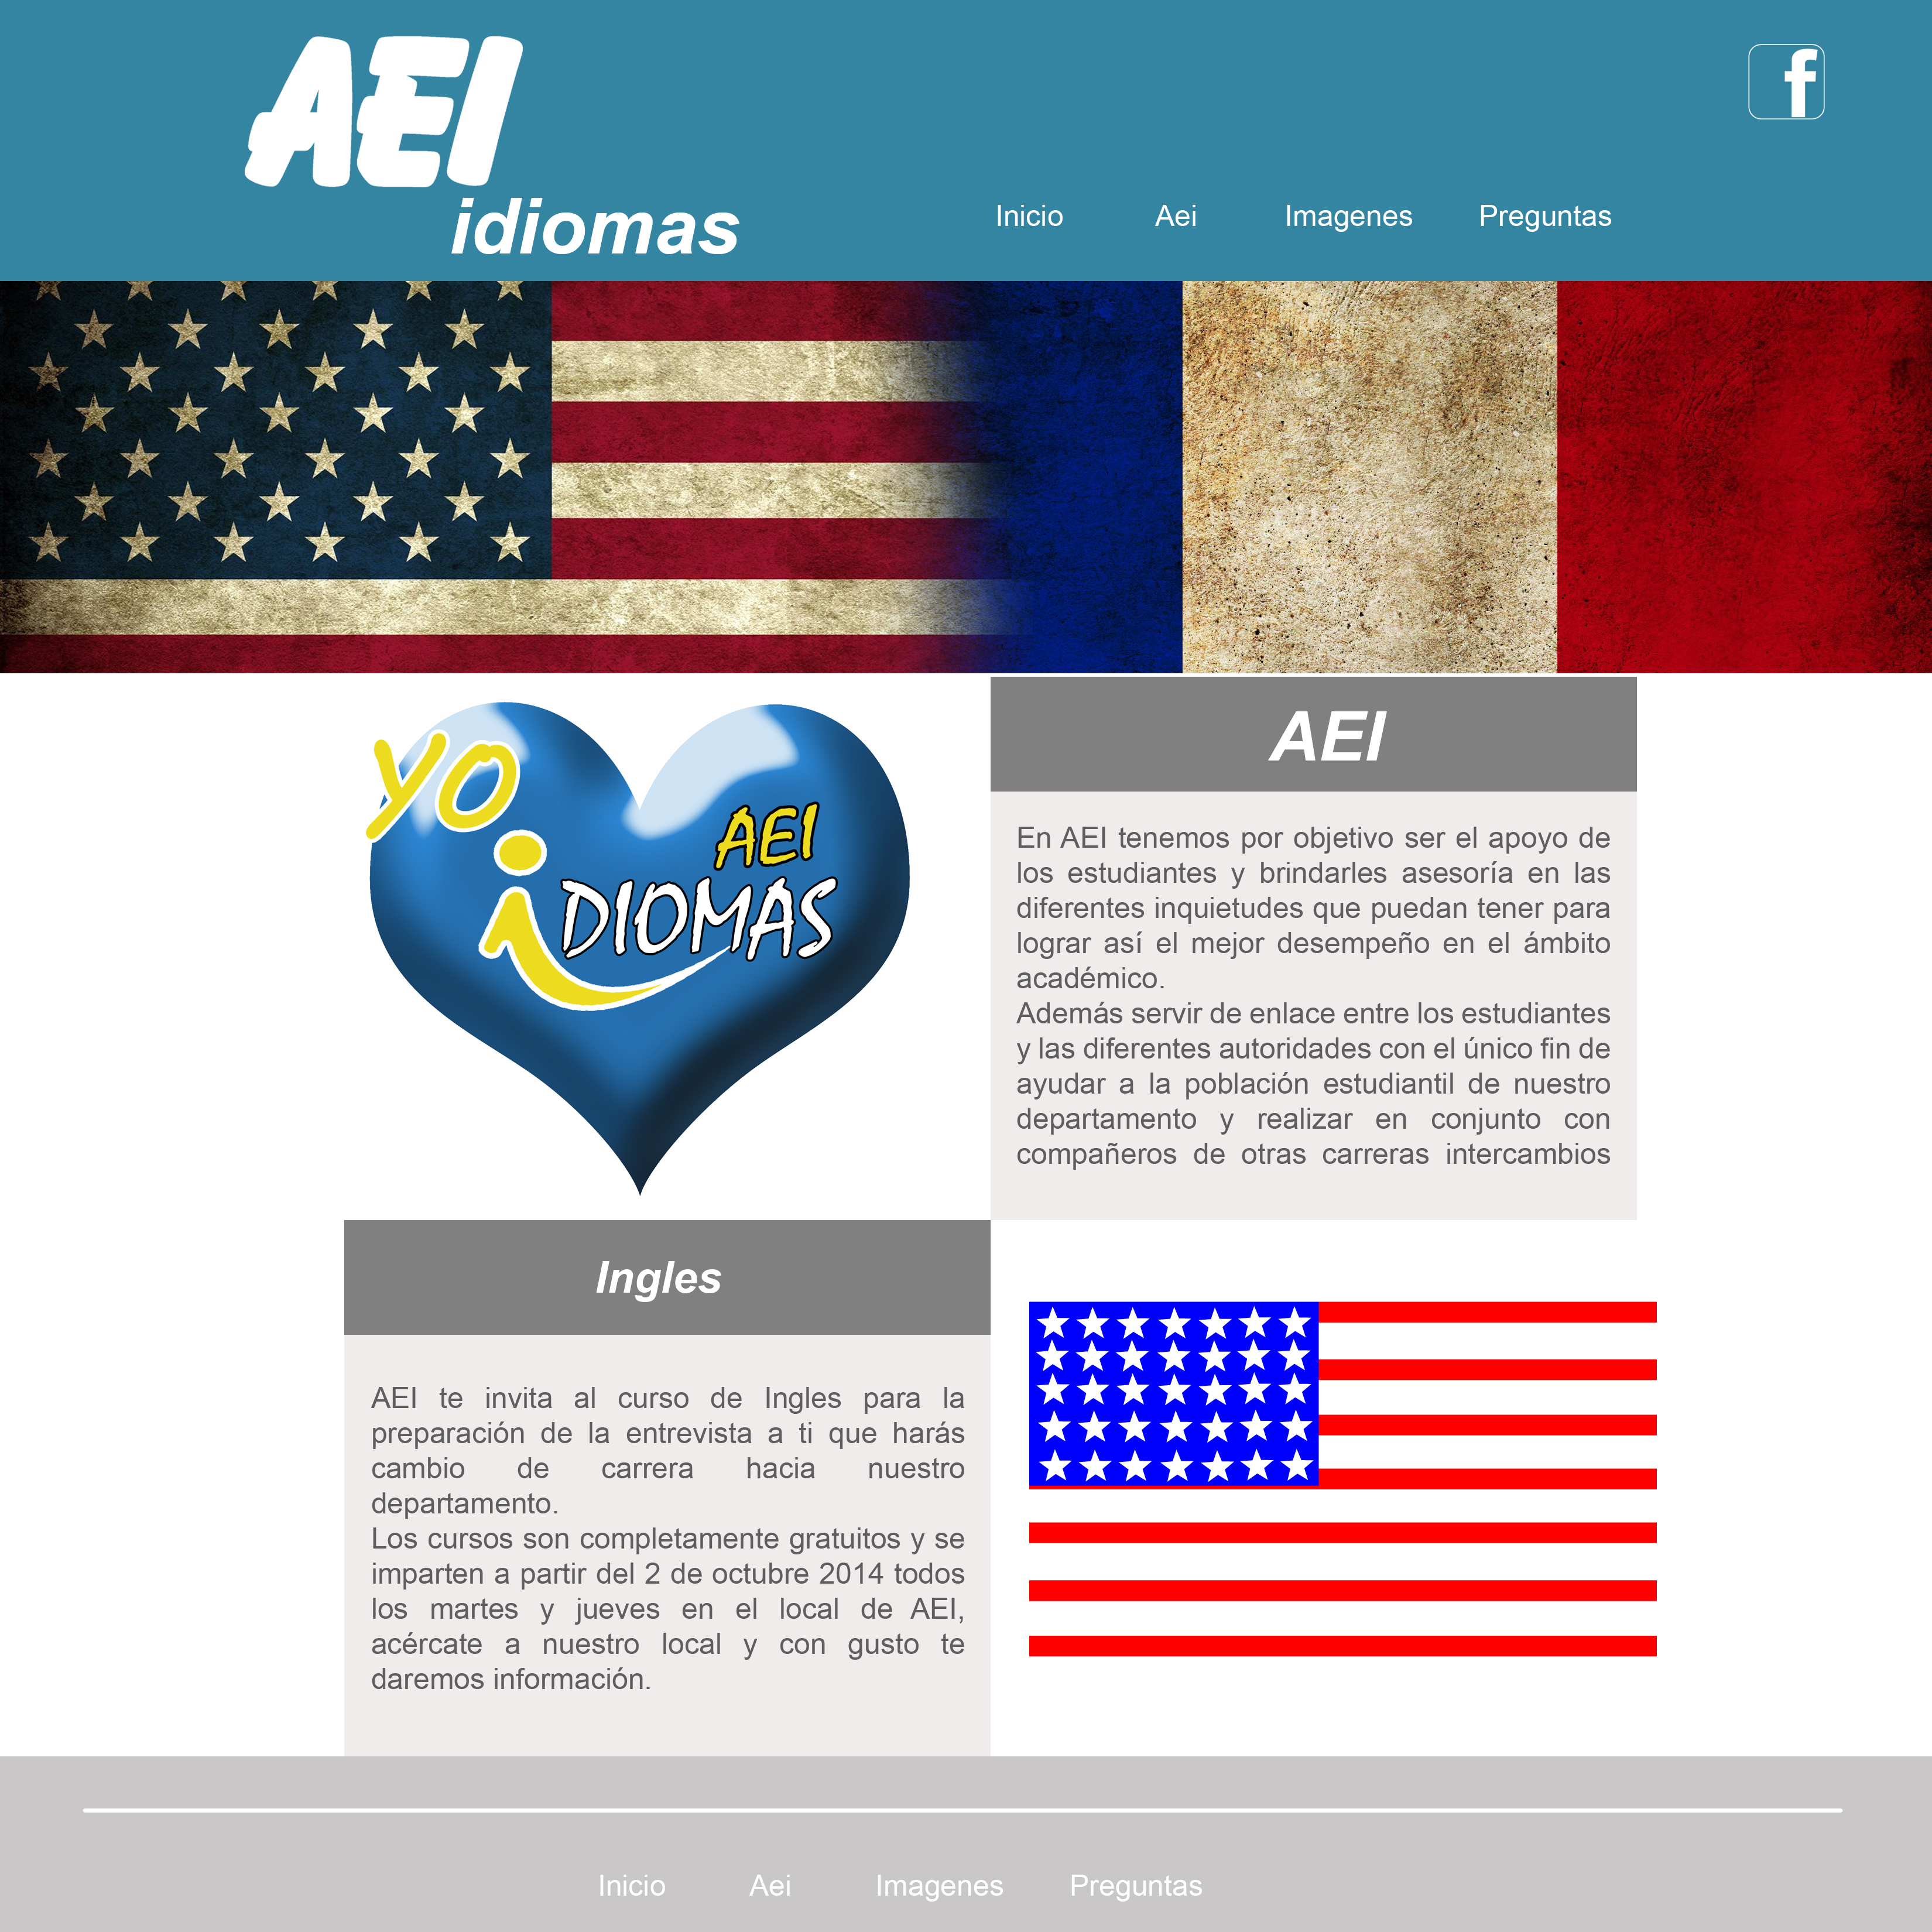 AEI
idiomas
f
Inicio Aei Imagenes Preguntas
yo
AEI
iDIOMAS
AEI
En AEI tenemos por objetivo ser el apoyo de
los estudiantes y brindarles asesoría en las
diferentes inquietudes que puedan tener para
lograr así el mejor desempeño en el ámbito
académico.
Además servir de enlace entre los estudiantes
y las diferentes autoridades con el único fin de
ayudar a la población estudiantil de nuestro
departamento y realizar en conjunto con
compañeros de otras carreras intercambios
Ingles
AEI te invita al curso de Ingles para la
preparación de la entrevista a ti que harás
cambio de carrera hacia nuestro
departamento.
Los cursos son completamente gratuitos y se
imparten a partir del 2 de octubre 2014 todos
los martes y jueves en el local de AEI,
acércate a nuestro local y con gusto te
daremos información.
Inicio Aei Imagenes Preguntas